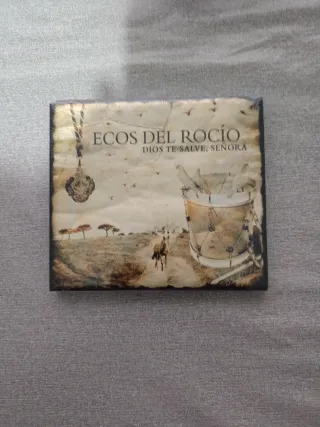 ECOS DEL ROCÍO
DIOS TE SALVE, SEÑORA